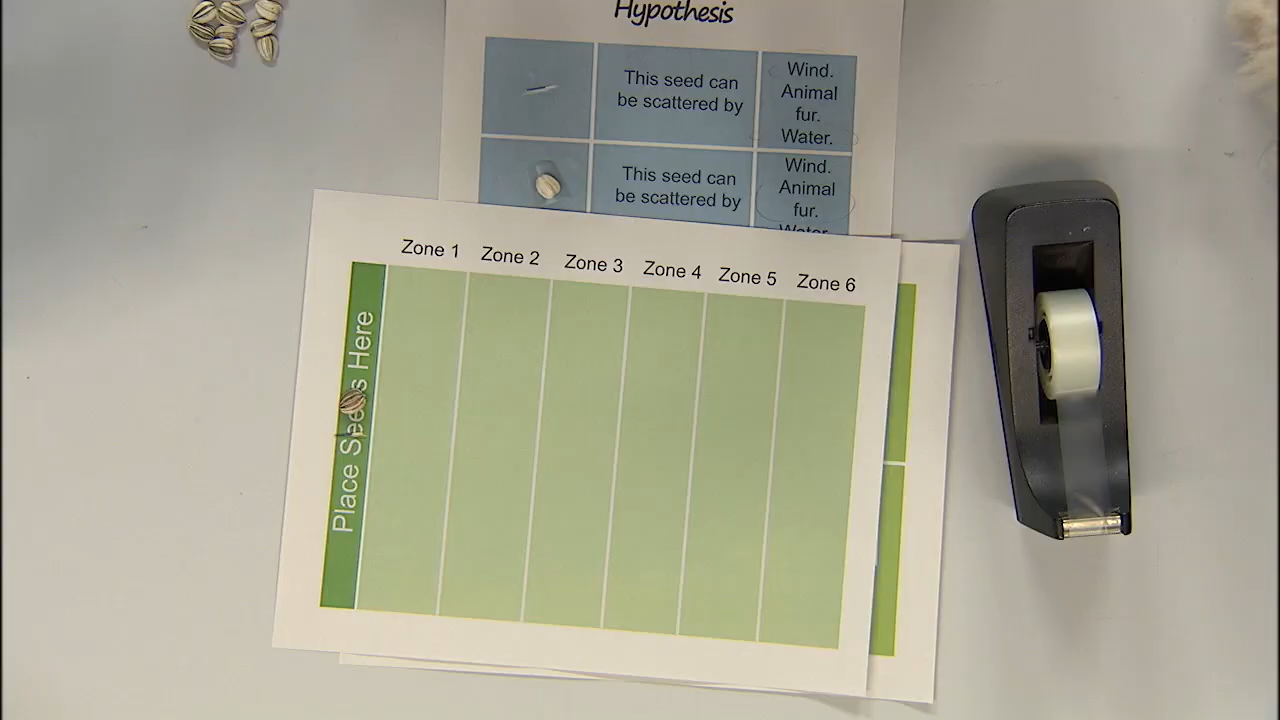 Hypothesis
This seed can
be scattered by
Wind.
Animal
fur.
Water.
This seed can
be scattered by
Wind.
Animal
fur.
Water.
Zone 1 Zone 2 Zone 3 Zone 4 Zone 5 Zone 6
Place Seeds Here